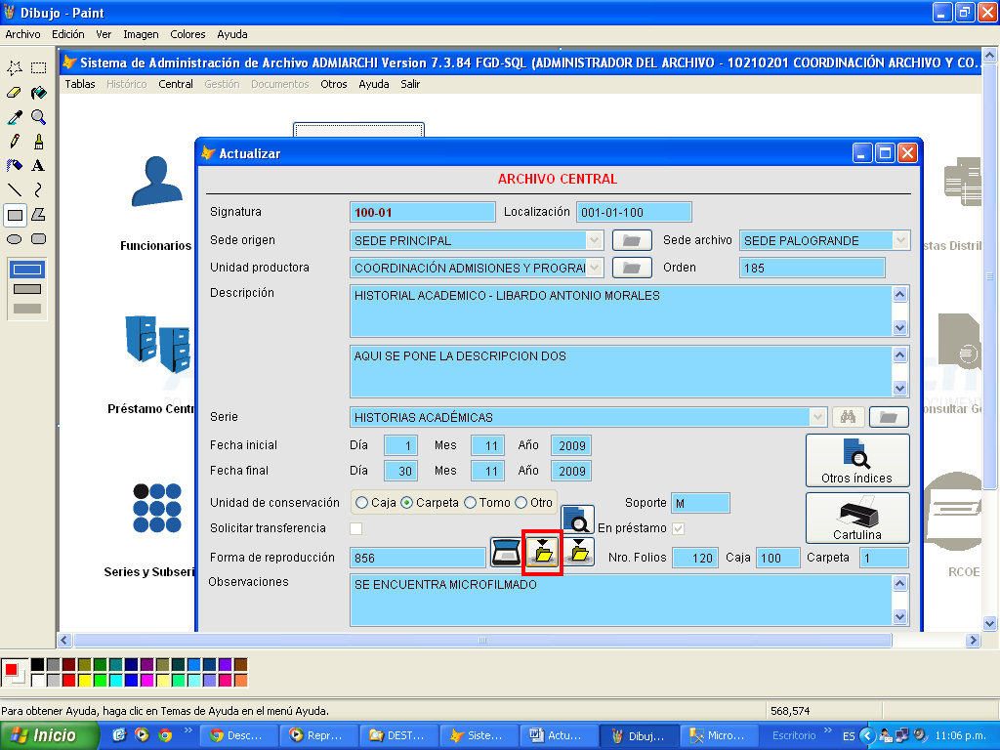 Dibujo - Paint
Archivo Edición Ver Imagen Colores Ayuda
Sistema de Administración de Archivo ADMIARCHI Version 7.3.84 FGD-SQL (ADMINISTRADOR DEL ARCHIVO - 10210201 COORDINACIÓN ARCHIVO Y CO...
Tablas Histórico Central Gestión Documentos Otros Ayuda Salir
Actualizar
ARCHIVO CENTRAL
Signatura 100-01 Localización 001-01-100
Sede origen SEDE PRINCIPAL Sede archivo SEDE PALOGRANDE
Funcionarios
stas Distril
Unidad productora COORDINACIÓN ADMISIONES Y PROGRAI Orden 185
Descripción HISTORIAL ACADEMICO - LIBARDO ANTONIO MORALES
AQUI SE PONE LA DESCRIPCION DOS
Préstamo Centr
onsultar Ge
Serie HISTORIAS ACADÉMICAS
Fecha inicial Día 1 Mes 11 Año 2009
Fecha final Día 30 Mes 11 Año 2009
Otros índices
Unidad de conservación Caja Carpeta Tomo Otro Soporte M
Solicitar transferencia En préstamo
Cartulina
Forma de reproducción 856 Nro. Folios 120 Caja 100 Carpeta 1
Series y Subseri
RCOE
Observaciones SE ENCUENTRA MICROFILMADO
Para obtener Ayuda, haga clic en Temas de Ayuda en el menú Ayuda. 568,574
Inicio » Desc... Repr... DEST... Siste... Actu... Dibuj... Micro... Escritorio » ES 11:06 p.m.